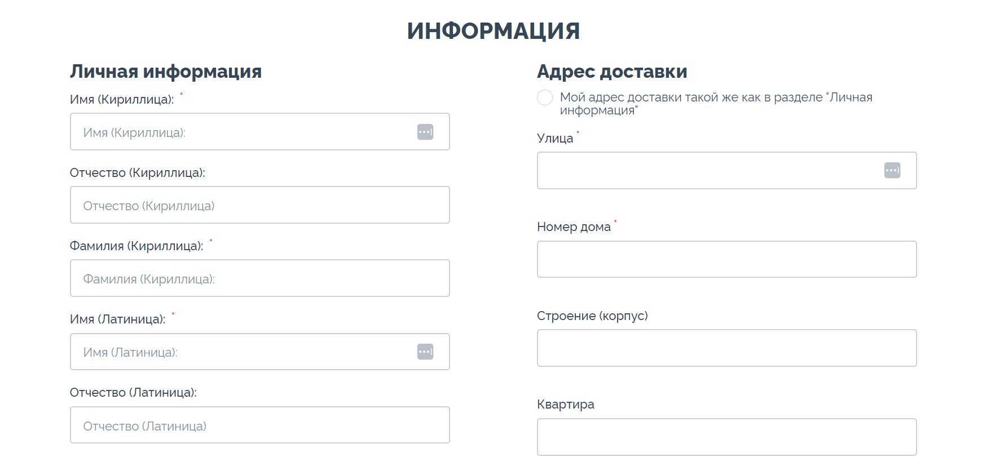 ИНФОРМАЦИЯ
Личная информация
Имя (Кириллица): *
Имя (Кириллица):
Отчество (Кириллица):
Отчество (Кириллица)
Фамилия (Кириллица): *
Фамилия (Кириллица):
Имя (Латиница): *
Имя (Латиница):
Отчество (Латиница):
Отчество (Латиница)
Адрес доставки
Мой адрес доставки такой же как в разделе "Личная
информация"
Улица *
Номер дома *
Строение (корпус)
Квартира